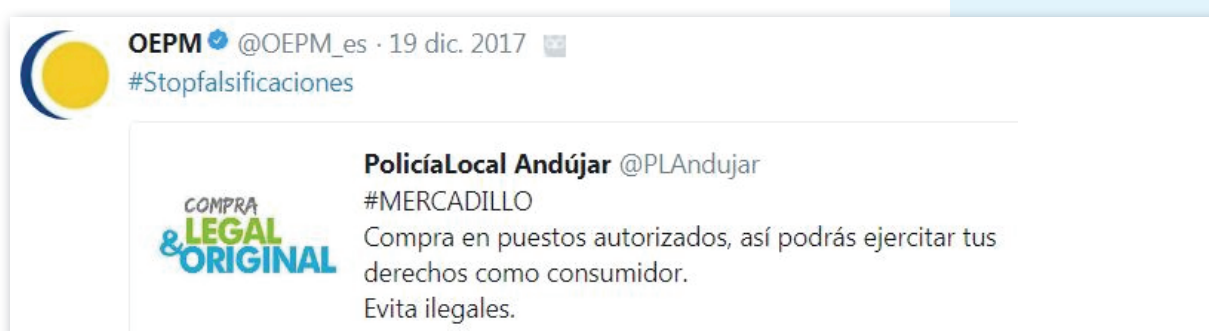 OEPM @OEPM_es · 19 dic. 2017
#Stopfalsificaciones
PolicíaLocal Andújar @PLAndujar
#MERCADILLO
Compra en puestos autorizados, así podrás ejercitar tus
derechos como consumidor.
Evita ilegales.
COMPRA
LEGAL
&ORIGINAL